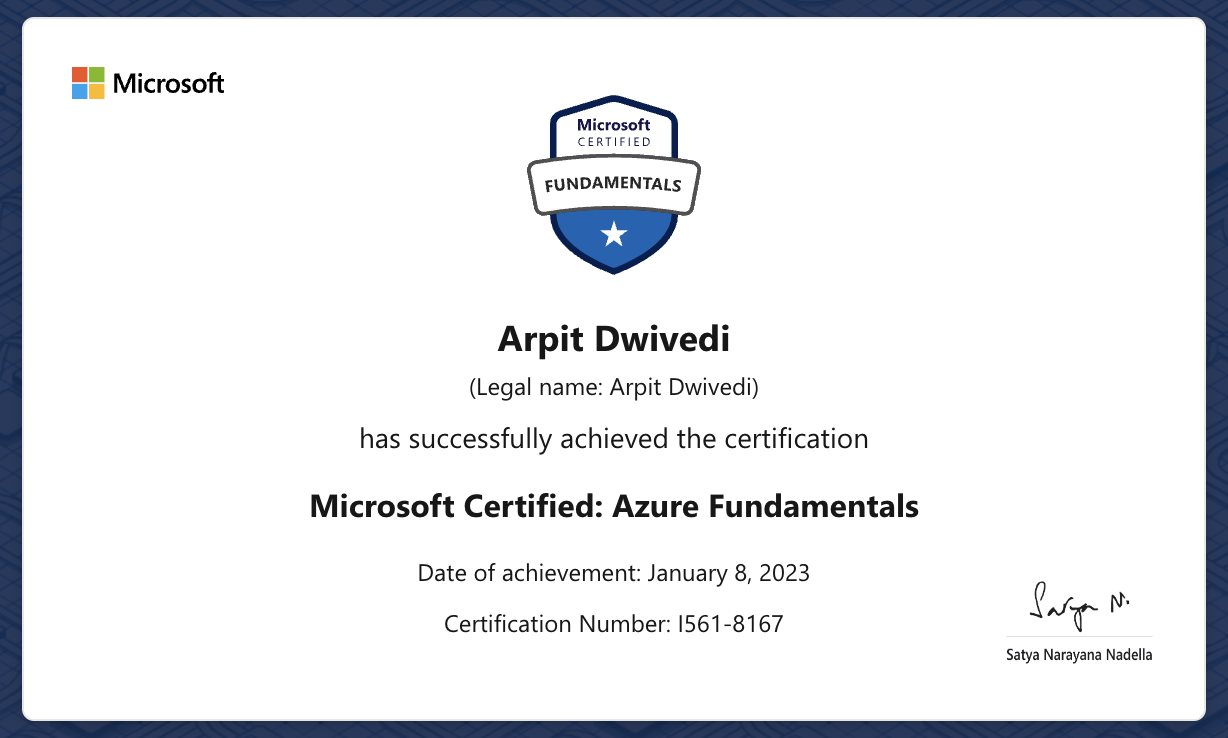 Microsoft
Microsoft
CERTIFIED
FUNDAMENTALS
Arpit Dwivedi
(Legal name: Arpit Dwivedi)
has successfully achieved the certification
Microsoft Certified: Azure Fundamentals
Date of achievement: January 8, 2023
Certification Number: I561-8167
Satya N.
Satya Narayana Nadella